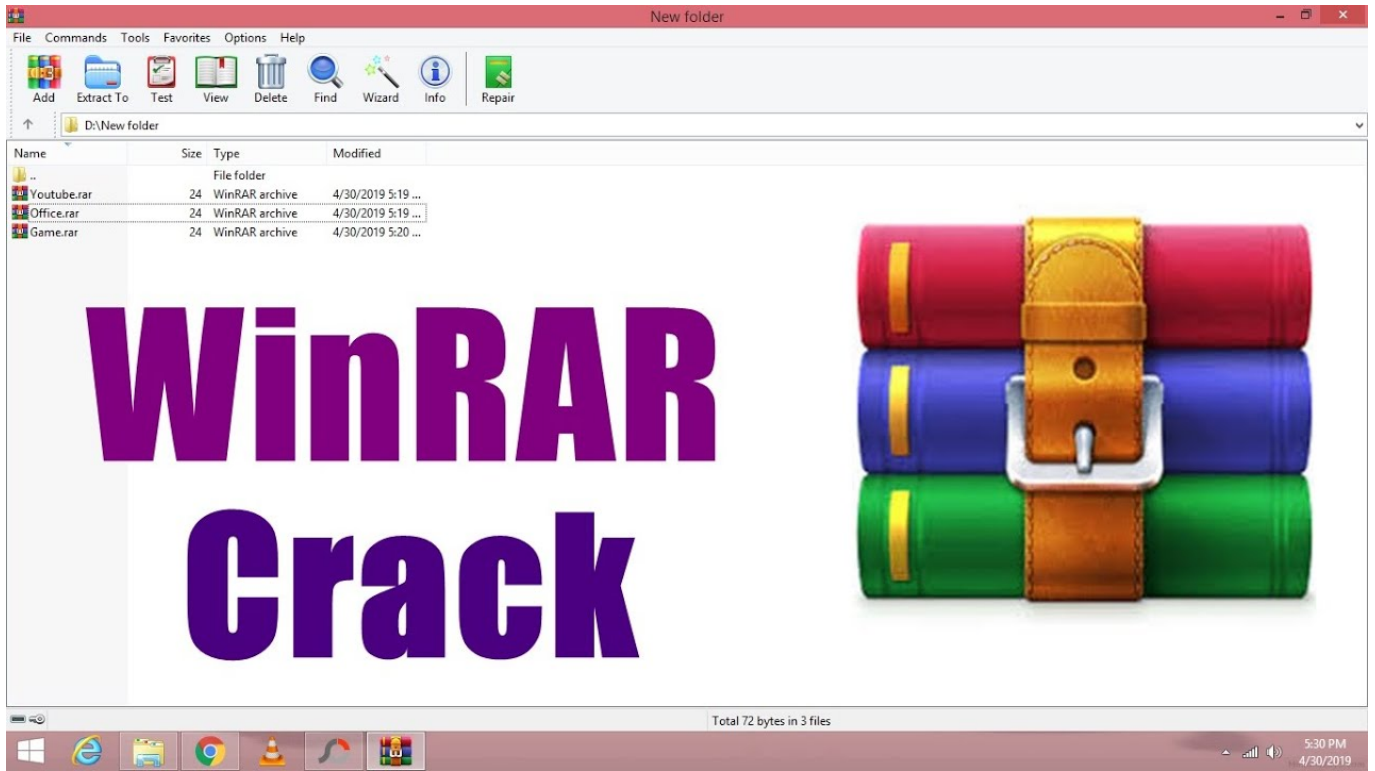 New folder
File Commands Tools Favorites Options Help
Add Extract To Test View Delete Find Wizard Info Repair
D:\New folder
Name Size Type Modified
.. File folder
Youtube.rar 24 WinRAR archive 4/30/2019 5:19 ...
Office.rar 24 WinRAR archive 4/30/2019 5:19 ...
Game.rar 24 WinRAR archive 4/30/2019 5:20 ...
WinRAR
Crack
Total 72 bytes in 3 files
5:30 PM
4/30/2019